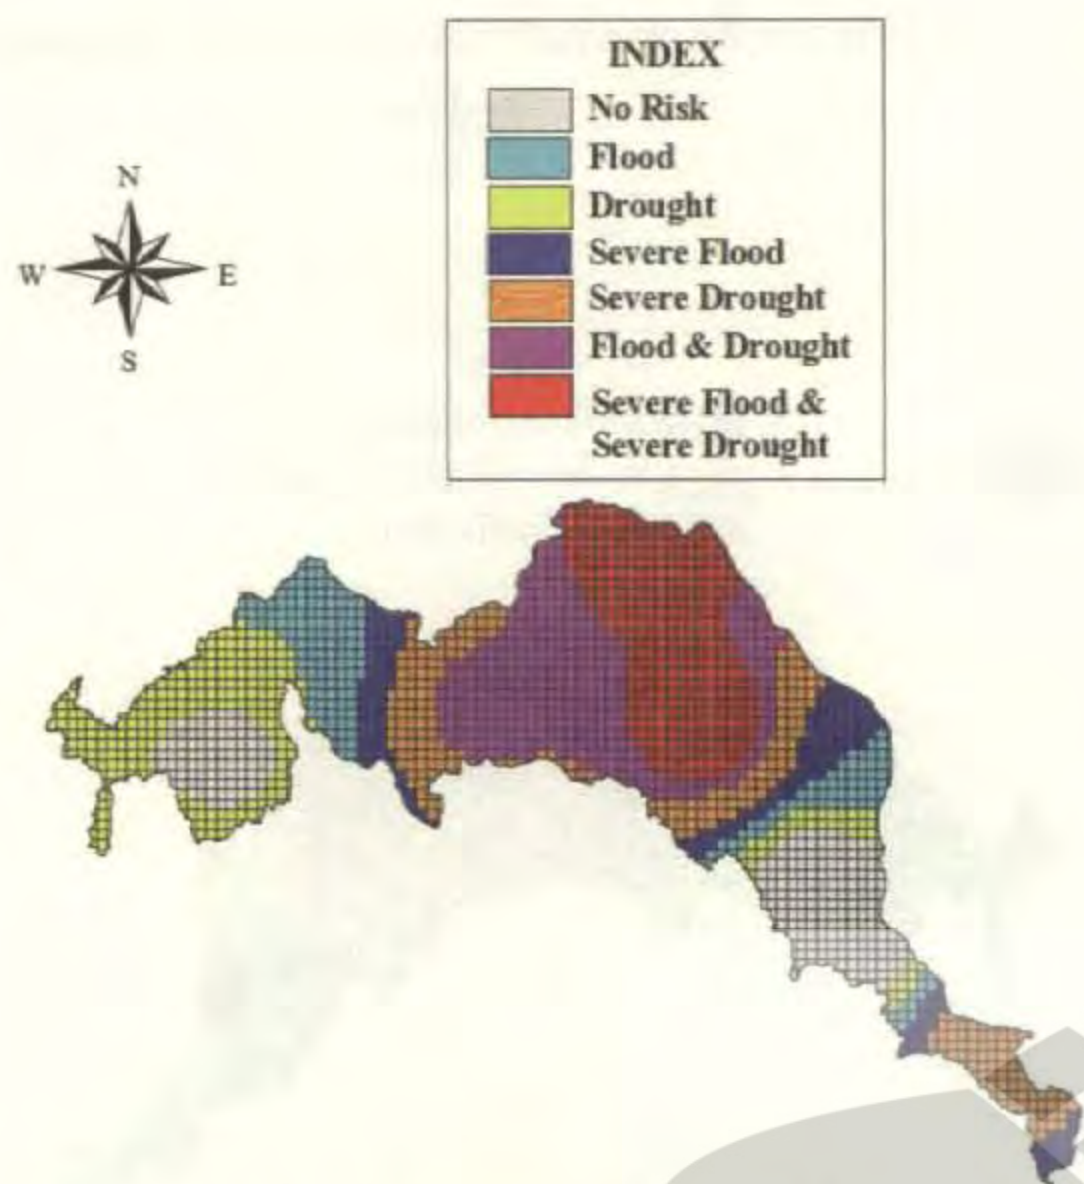 INDEX
No Risk
Flood
Drought
Severe Flood
Severe Drought
Flood & Drought
Severe Flood &
Severe Drought
N
W E
S